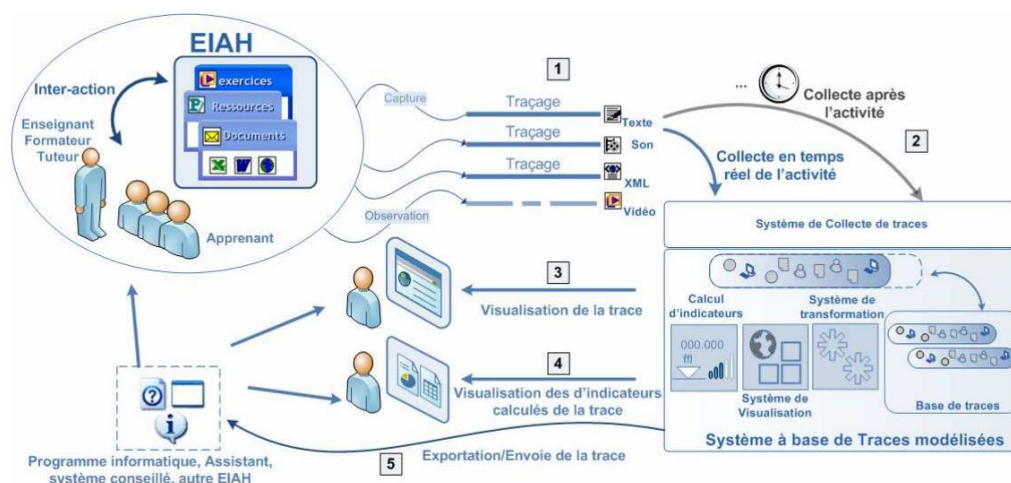 EIAH
Inter-action
exercices
Ressources
Documents
Enseignant
Formateur
Tuteur
Apprenant
Capture
Observation
1
Traçage
Texte
Traçage
Son
Traçage
XML
Vidéo
...
Collecte après
l'activité
2
Collecte en temps
réel de l'activité
Système de Collecte de traces
3
Visualisation de la trace
4
Visualisation des d'indicateurs
calculés de la trace
Calcul
d'indicateurs
Système de
transformation
000.000
ffl
Système de
Visualisation
Base de traces
Système à base de Traces modélisées
5
Exportation/Envoie de la trace
Programme informatique, Assistant,
système conseillé, autre EIAH